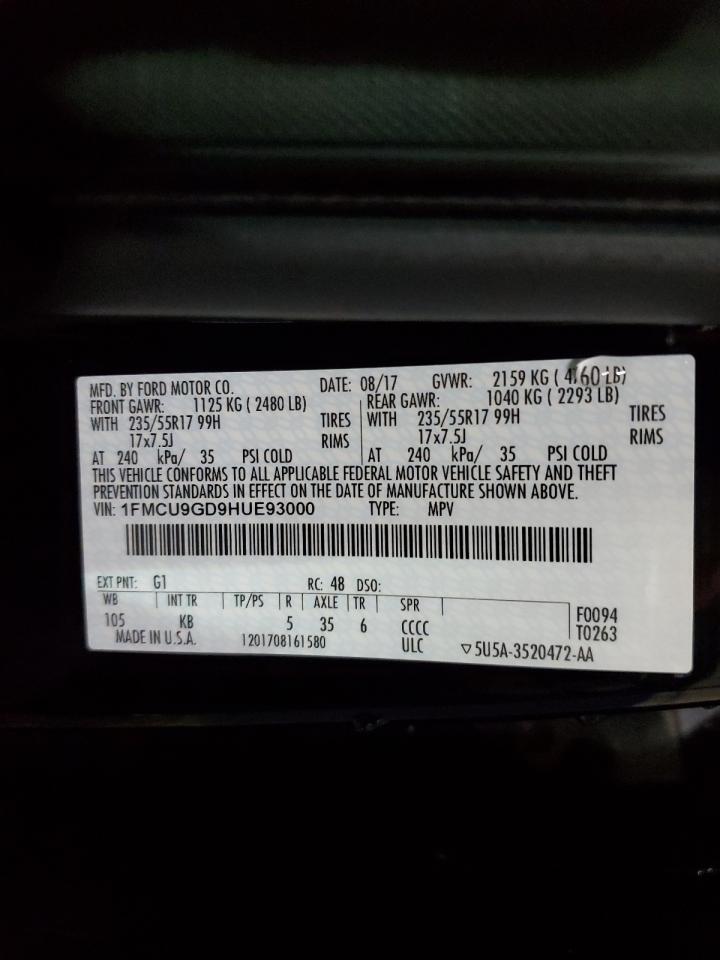 MFD. BY FORD MOTOR CO. DATE: 08/17 GVWR: 2159 KG ( 4760 LB)
FRONT GAWR: 1125 KG ( 2480 LB) REAR GAWR: 1040 KG ( 2293 LB)
WITH 235/55R17 99H TIRES WITH 235/55R17 99H TIRES
17x7.5J RIMS 17x7.5J RIMS
AT 240 kPa/ 35 PSI COLD AT 240 kPa/ 35 PSI COLD
THIS VEHICLE CONFORMS TO ALL APPLICABLE FEDERAL MOTOR VEHICLE SAFETY AND THEFT
PREVENTION STANDARDS IN EFFECT ON THE DATE OF MANUFACTURE SHOWN ABOVE.
VIN: 1FMCU9GD9HUE93000 TYPE: MPV
EXT PNT: G1 RC: 48 DSO:
WB INT TR TP/PS R AXLE TR SPR
105 KB 5 35 6 CCCC F0094
MADE IN U.S.A. 1201708161580 ULC T0263
▽5U5A-3520472-AA